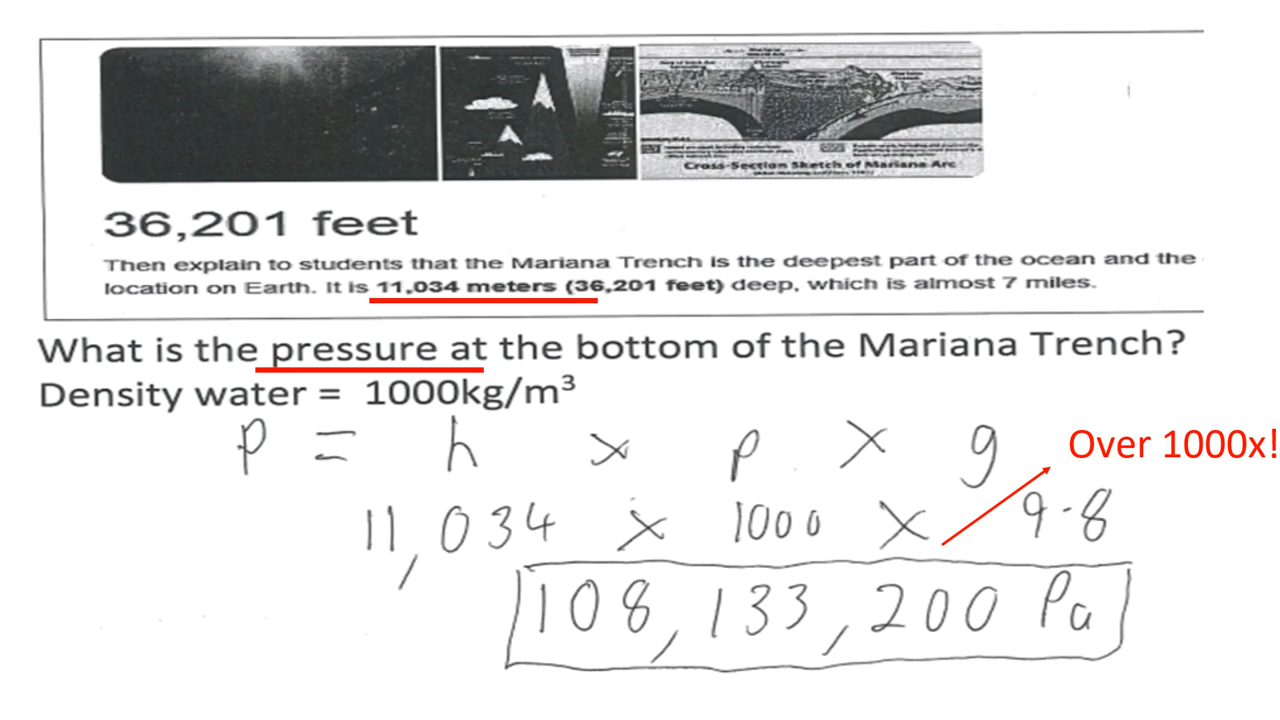 Cross-Section Sketch of Mariana Arc
36,201 feet
Then explain to students that the Mariana Trench is the deepest part of the ocean and the
location on Earth. It is 11,034 meters (36,201 feet) deep, which is almost 7 miles.
What is the pressure at the bottom of the Mariana Trench?
Density water = 1000kg/m³
P = h x ρ x g
Over 1000x!
11,034 x 1000 x 9.8
108,133,200 Pa